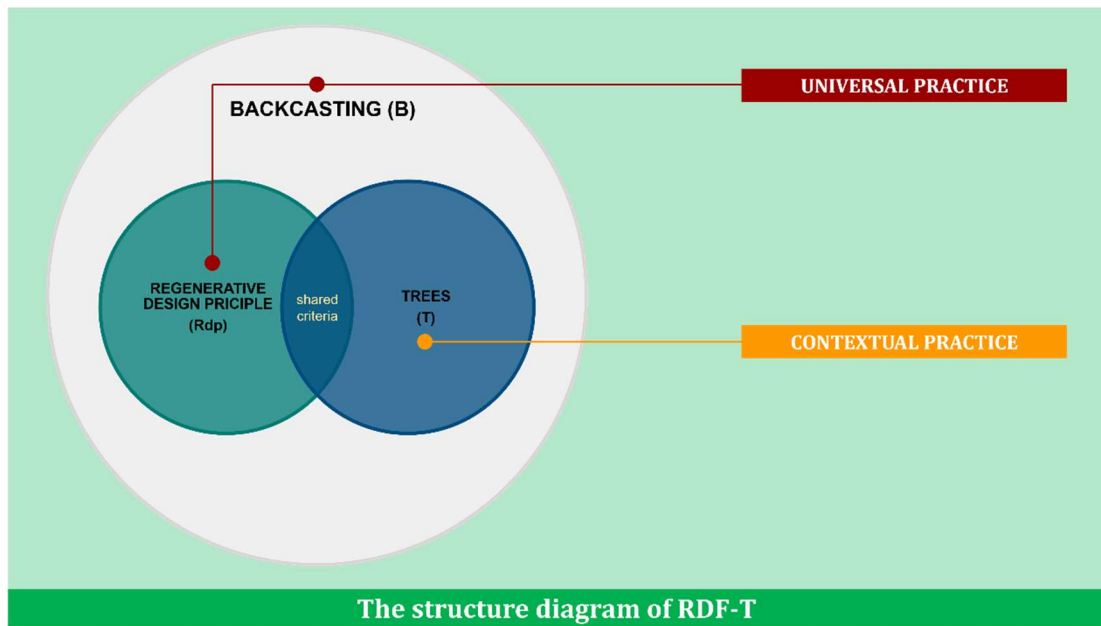 UNIVERSAL PRACTICE
BACKCASTING (B)
REGENERATIVE
DESIGN PRICIPLE
(Rdp)
shared
criteria
TREES
(T)
CONTEXTUAL PRACTICE
The structure diagram of RDF-T